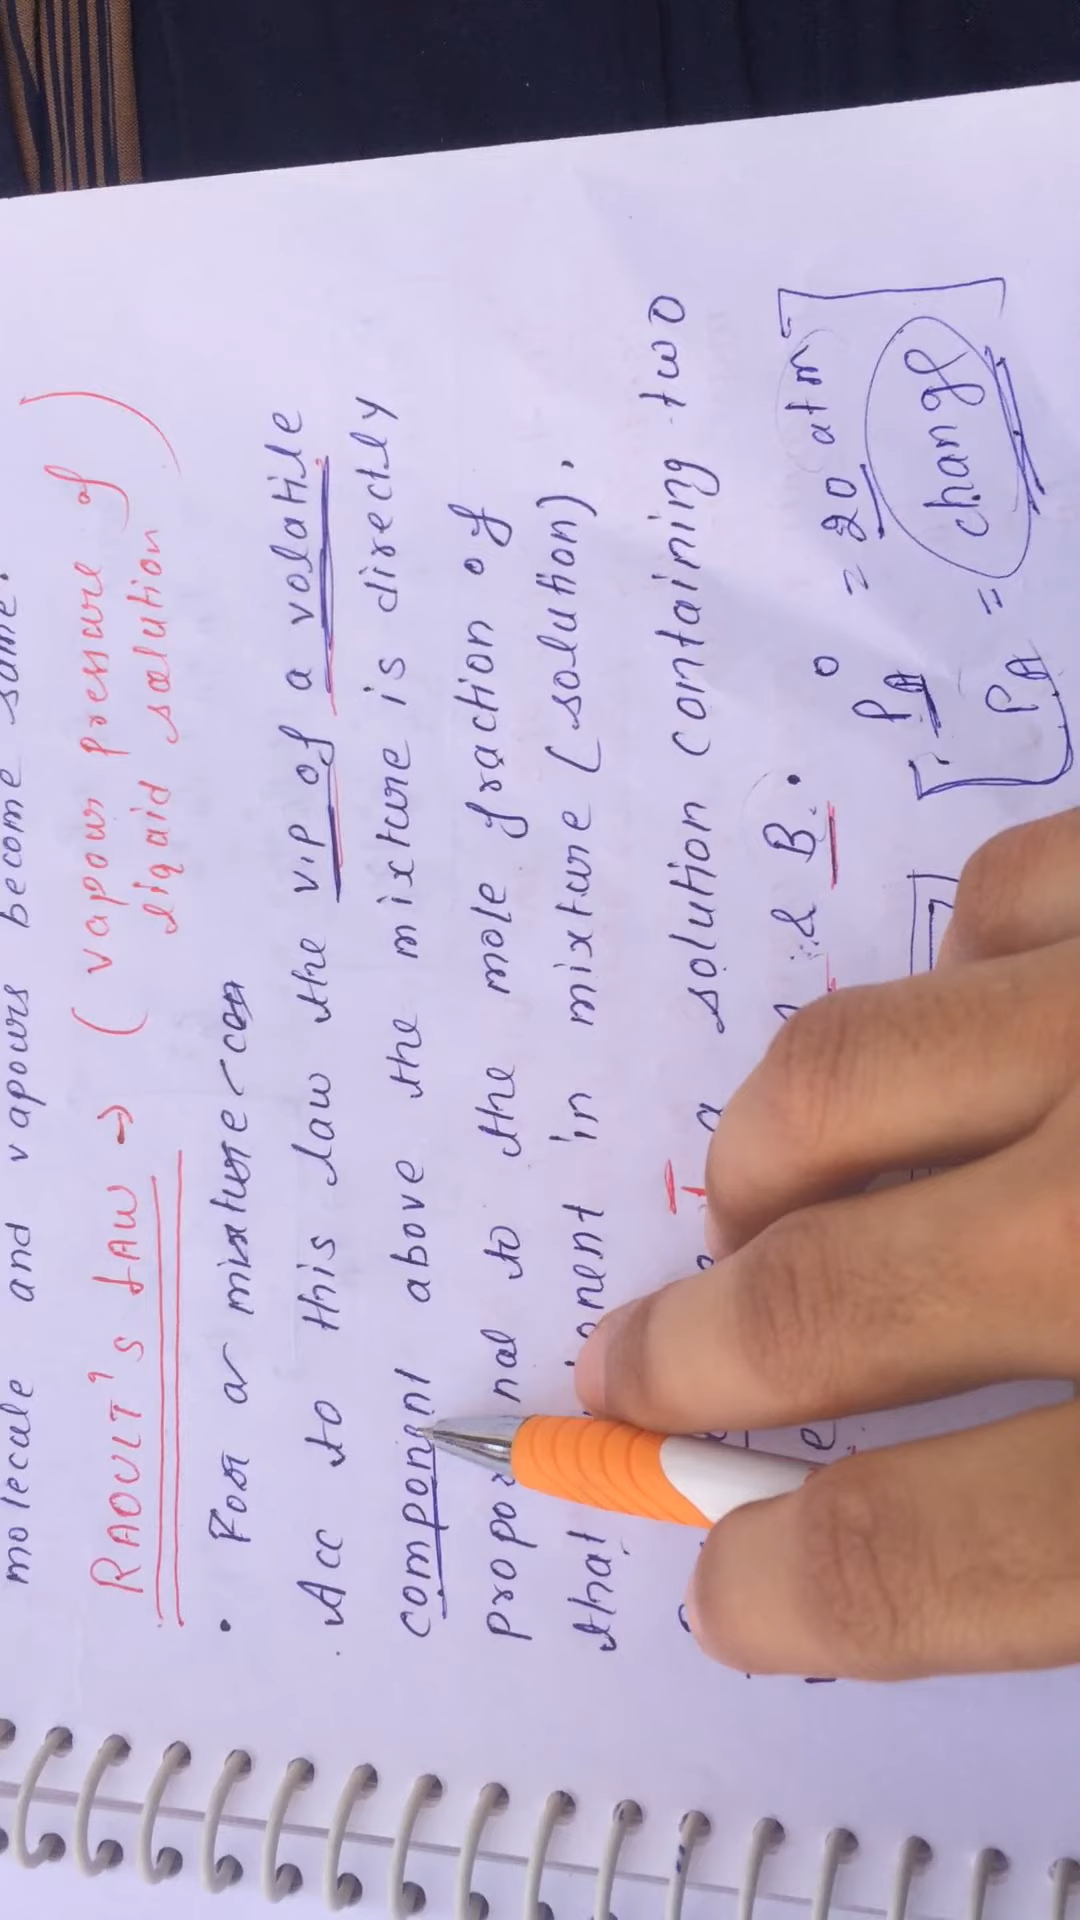 molecule and vapours become same.
RAOULT's LAW → (vapour pressure of
liquid solution)
• For a mixture
. Acc to this law the v.P of a volatile
component above the mixture is directly
nal to the mole fraction of
that in mixture (solution).
a solution containing two
& B.
[PA° = 20 atm]
[PA = change]